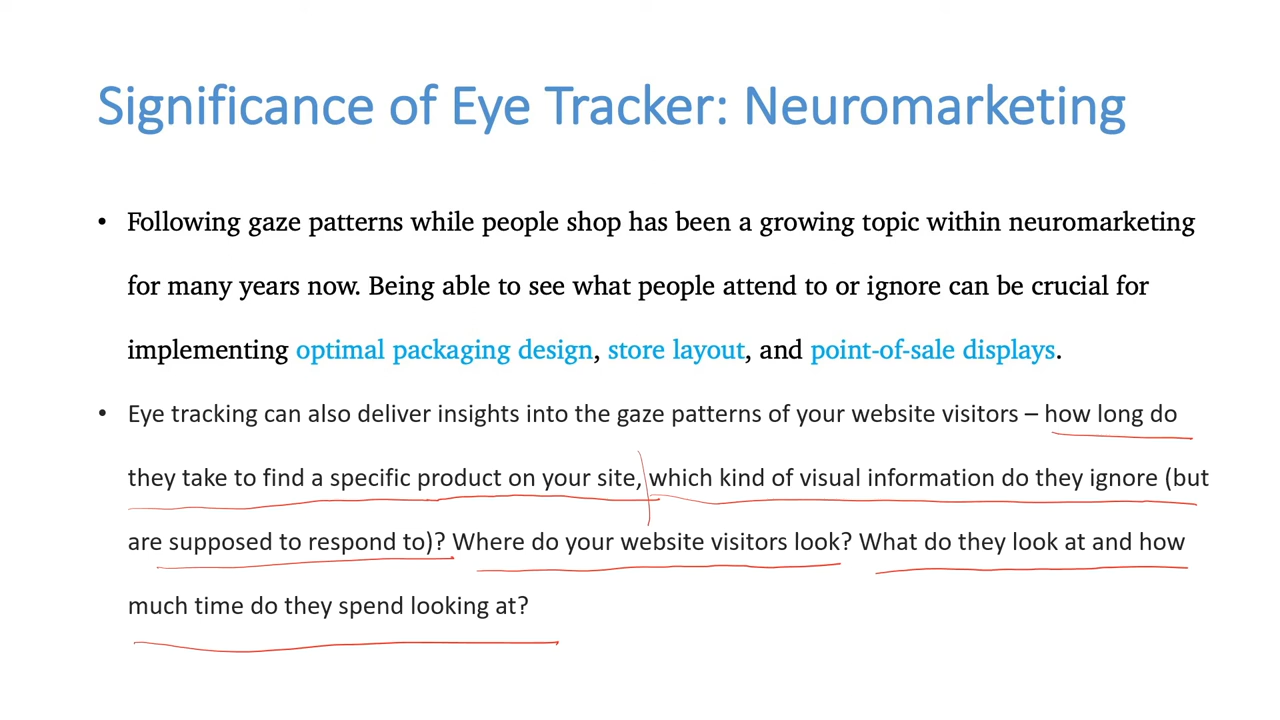 Significance of Eye Tracker: Neuromarketing
• Following gaze patterns while people shop has been a growing topic within neuromarketing
for many years now. Being able to see what people attend to or ignore can be crucial for
implementing optimal packaging design, store layout, and point-of-sale displays.
• Eye tracking can also deliver insights into the gaze patterns of your website visitors – how long do
they take to find a specific product on your site, which kind of visual information do they ignore (but
are supposed to respond to)? Where do your website visitors look? What do they look at and how
much time do they spend looking at?